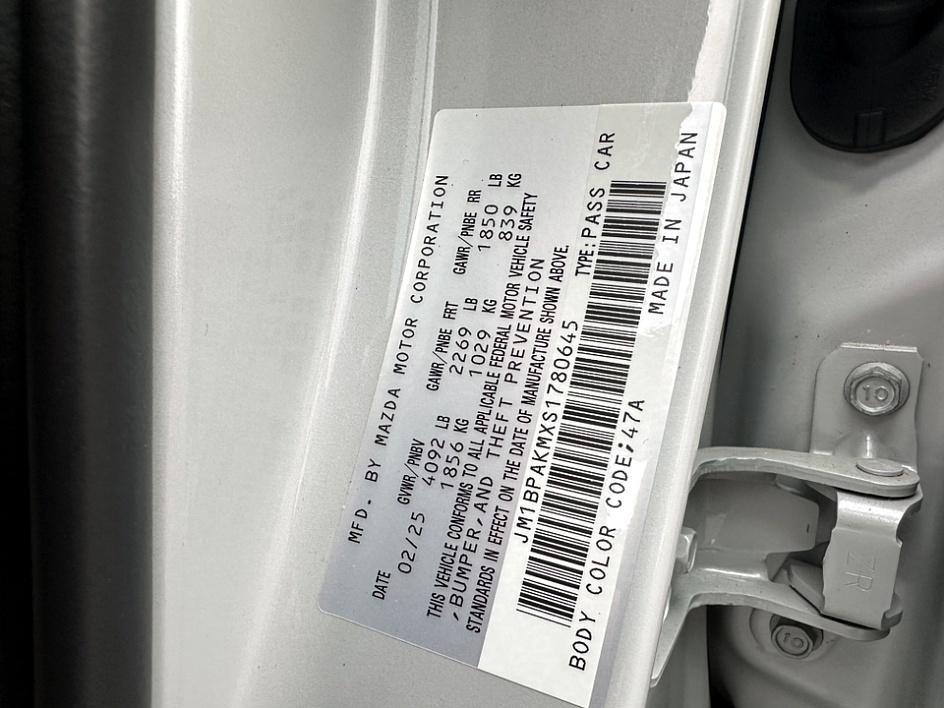 MFD. BY MAZDA MOTOR CORPORATION
DATE GVWR/PNBV GAWR/PNBE FRT GAWR/PNBE RR
02/25 4092 LB 2269 LB 1850 LB
1856 KG 1029 KG 839 KG
THIS VEHICLE CONFORMS TO ALL APPLICABLE FEDERAL MOTOR VEHICLE SAFETY
,BUMPER,AND THEFT PREVENTION
STANDARDS IN EFFECT ON THE DATE OF MANUFACTURE SHOWN ABOVE.
JM1BPAKMXS1780645 TYPE:PASS CAR
BODY COLOR CODE:47A MADE IN JAPAN
10
ZR
10